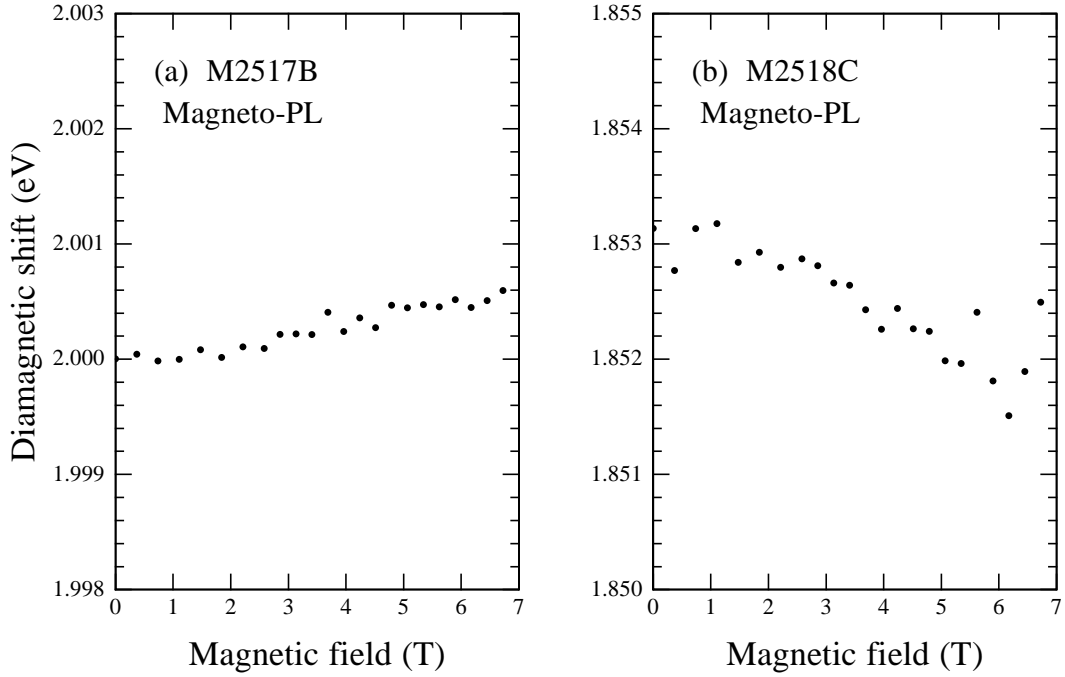 Diamagnetic shift (eV)
2.003
2.002
2.001
2.000
1.999
1.998
(a) M2517B
Magneto-PL
0 1 2 3 4 5 6 7
Magnetic field (T)
1.855
1.854
1.853
1.852
1.851
1.850
(b) M2518C
Magneto-PL
0 1 2 3 4 5 6 7
Magnetic field (T)